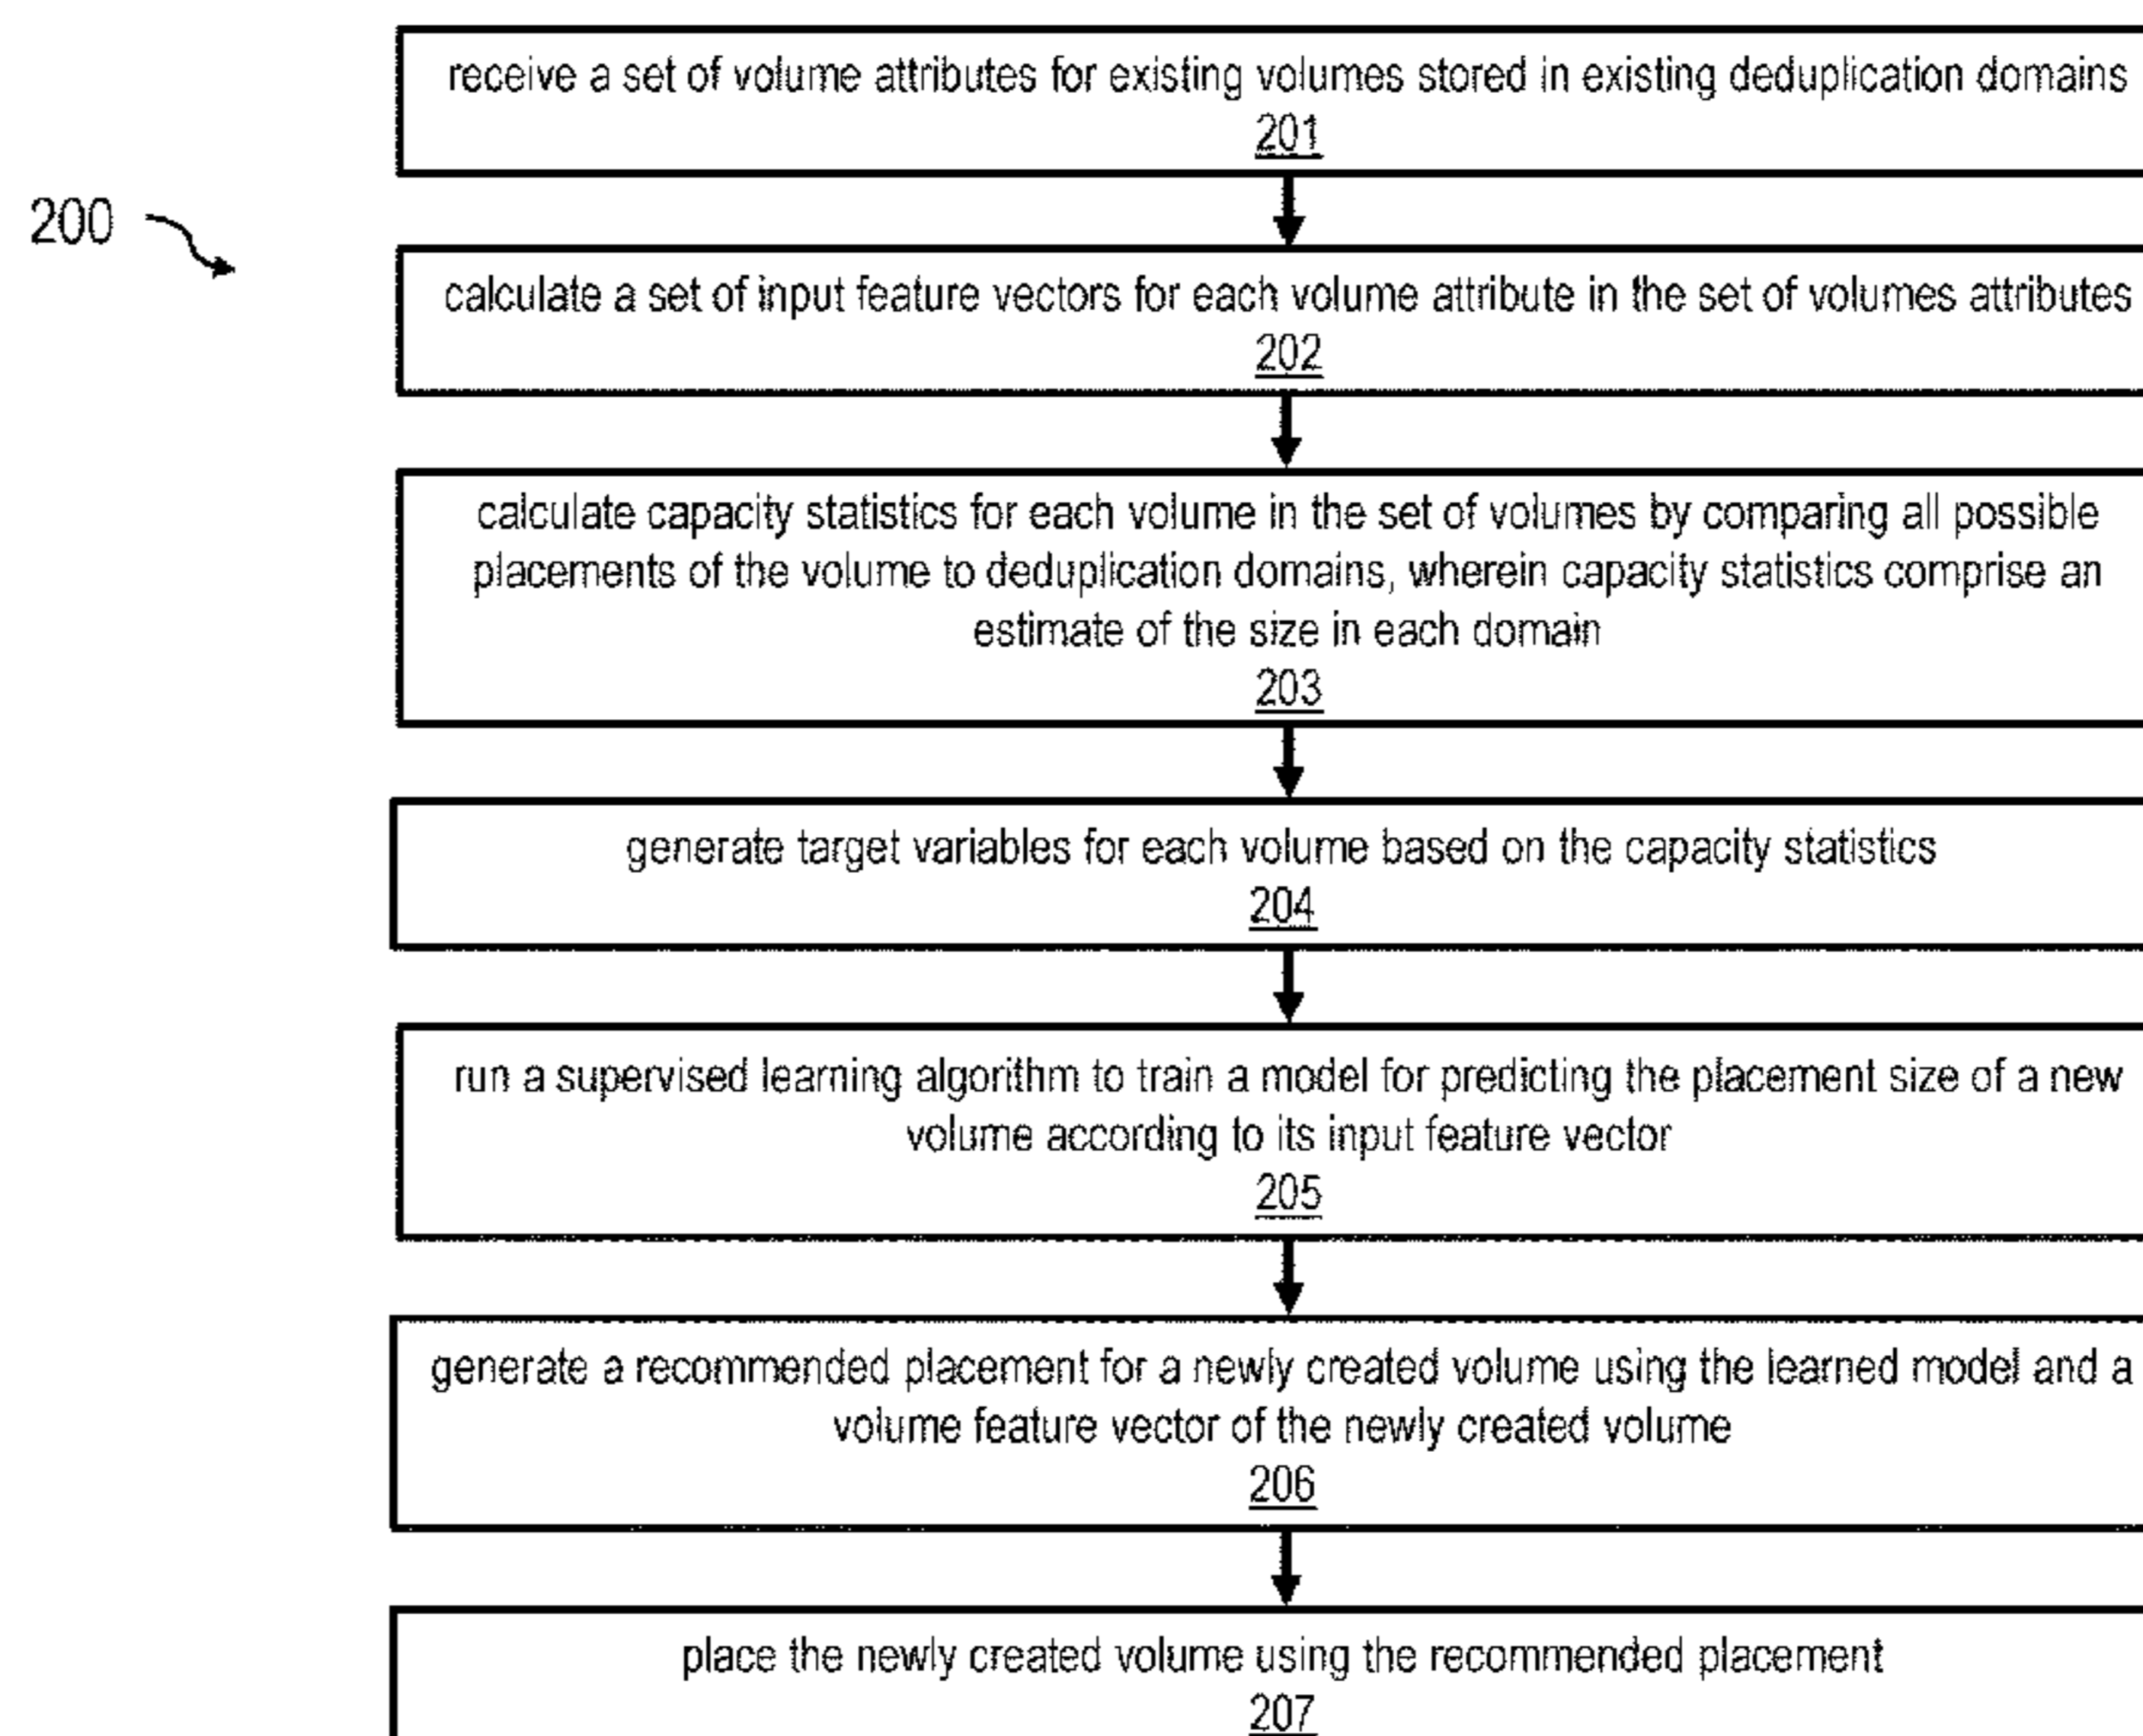 receive a set of volume attributes for existing volumes stored in existing deduplication domains
201
200
calculate a set of input feature vectors for each volume attribute in the set of volumes attributes
202
calculate capacity statistics for each volume in the set of volumes by comparing all possible
placements of the volume to deduplication domains, wherein capacity statistics comprise an
estimate of the size in each domain
203
generate target variables for each volume based on the capacity statistics
204
run a supervised learning algorithm to train a model for predicting the placement size of a new
volume according to its input feature vector
205
generate a recommended placement for a newly created volume using the learned model and a
volume feature vector of the newly created volume
206
place the newly created volume using the recommended placement
207